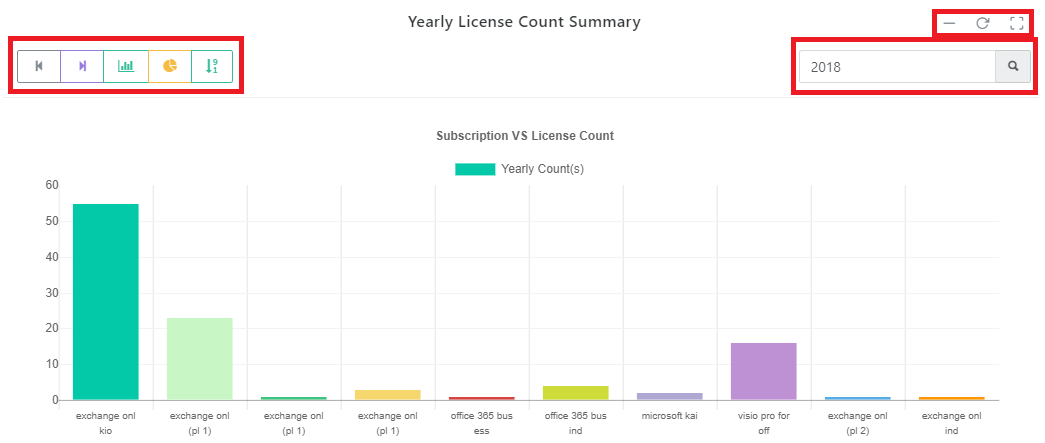 Yearly License Count Summary
9
1
2018
Subscription VS License Count
Yearly Count(s)
60
50
40
30
20
10
0
exchange onl
kio
exchange onl
(pl 1)
exchange onl
(pl 1)
exchange onl
(pl 1)
office 365 bus
ess
office 365 bus
ind
microsoft kai
visio pro for
off
exchange onl
(pl 2)
exchange onl
ind